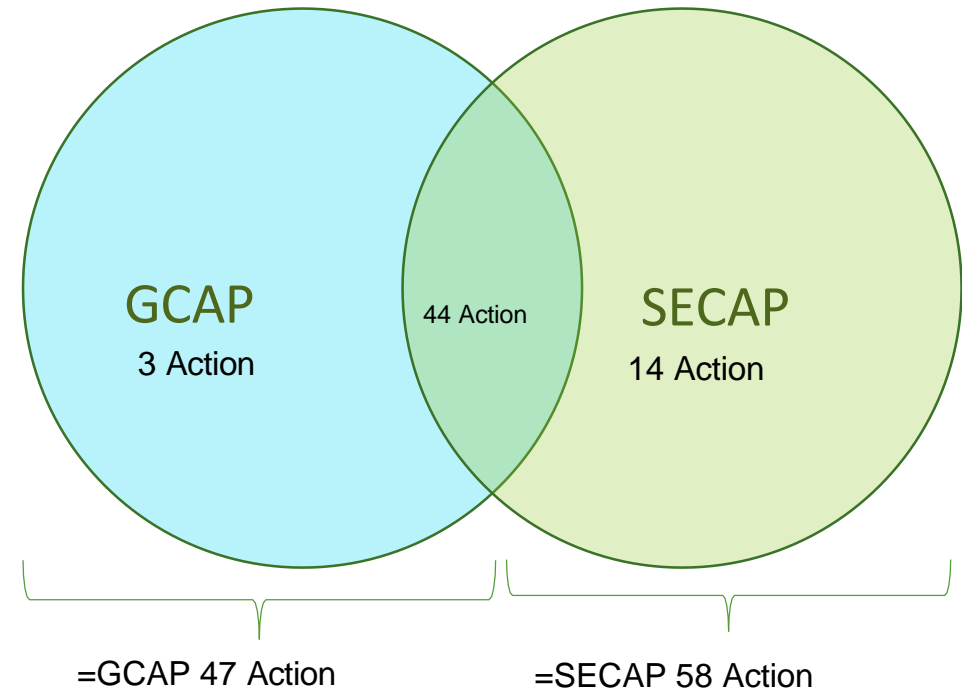 GCAP
3 Action
44 Action
SECAP
14 Action
=GCAP 47 Action
=SECAP 58 Action